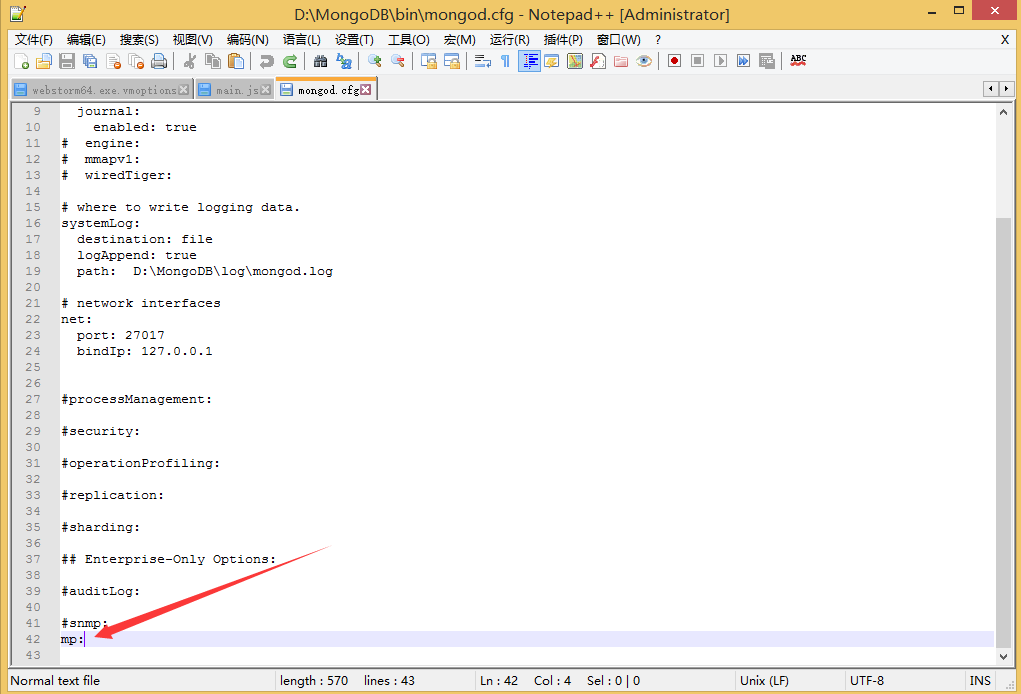 D:\MongoDB\bin\mongod.cfg - Notepad++ [Administrator]
文件(F) 编辑(E) 搜索(S) 视图(V) 编码(N) 语言(L) 设置(T) 工具(O) 宏(M) 运行(R) 插件(P) 窗口(W) ? X
ABC
webstorm64.exe.vmoptions main.js mongod.cfg
9 journal:
10 enabled: true
11 # engine:
12 # mmapv1:
13 # wiredTiger:
14
15 # where to write logging data.
16 systemLog:
17 destination: file
18 logAppend: true
19 path: D:\MongoDB\log\mongod.log
20
21 # network interfaces
22 net:
23 port: 27017
24 bindIp: 127.0.0.1
25
26
27 #processManagement:
28
29 #security:
30
31 #operationProfiling:
32
33 #replication:
34
35 #sharding:
36
37 ## Enterprise-Only Options:
38
39 #auditLog:
40
41 #snmp:
42 mp:
43
Normal text file length : 570 lines : 43 Ln : 42 Col : 4 Sel : 0 | 0 Unix (LF) UTF-8 INS